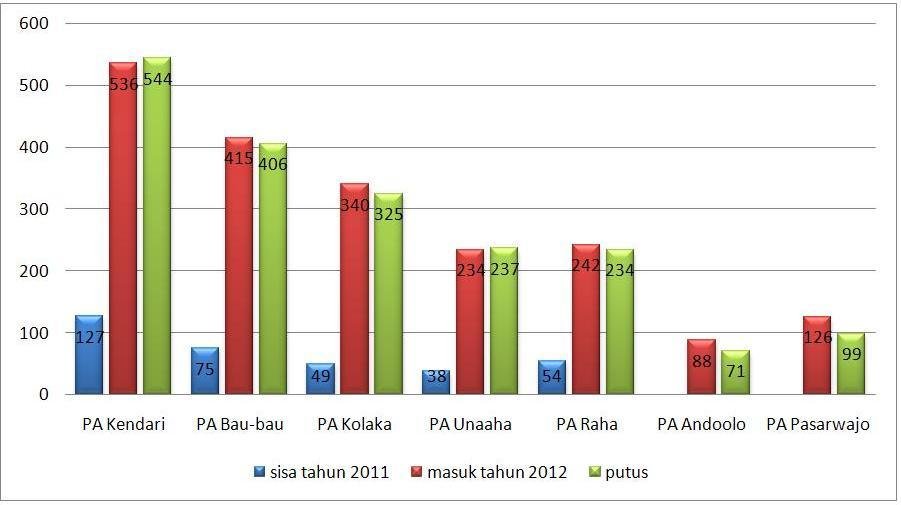 600
500
400
300
200
100
0
127 536 544
75 415 406
49 340 325
38 234 237
54 242 234
88 71
126 99
PA Kendari PA Bau-bau PA Kolaka PA Unaaha PA Raha PA Andoolo PA Pasarwajo
sisa tahun 2011 masuk tahun 2012 putus